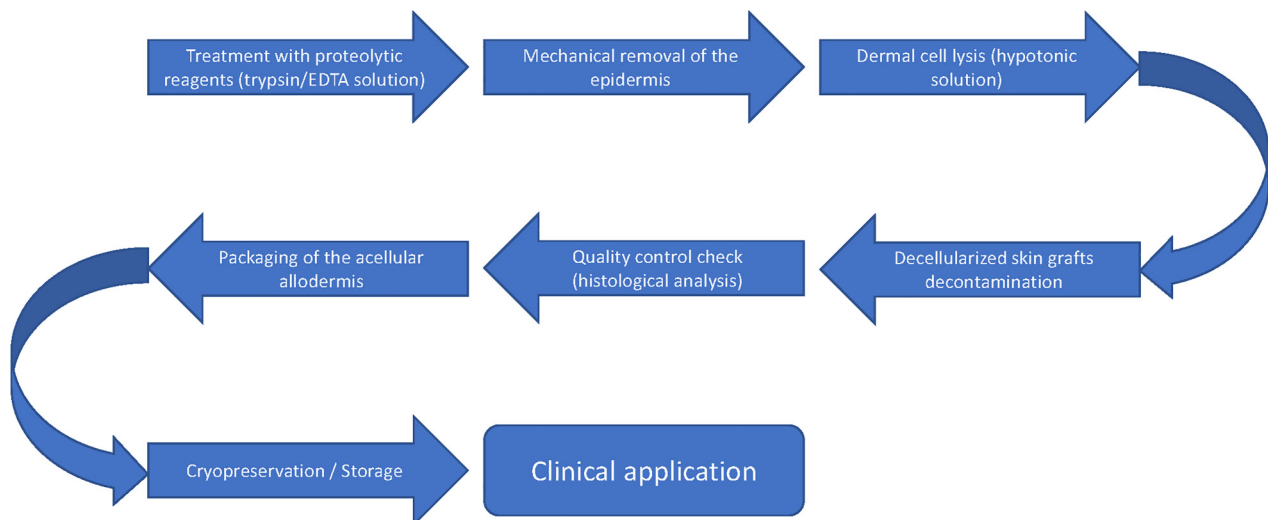 Treatment with proteolytic
reagents (trypsin/EDTA solution)
Mechanical removal of the
epidermis
Dermal cell lysis (hypotonic
solution)
Decellularized skin grafts
decontamination
Quality control check
(histological analysis)
Packaging of the acellular
allodermis
Cryopreservation / Storage
Clinical application